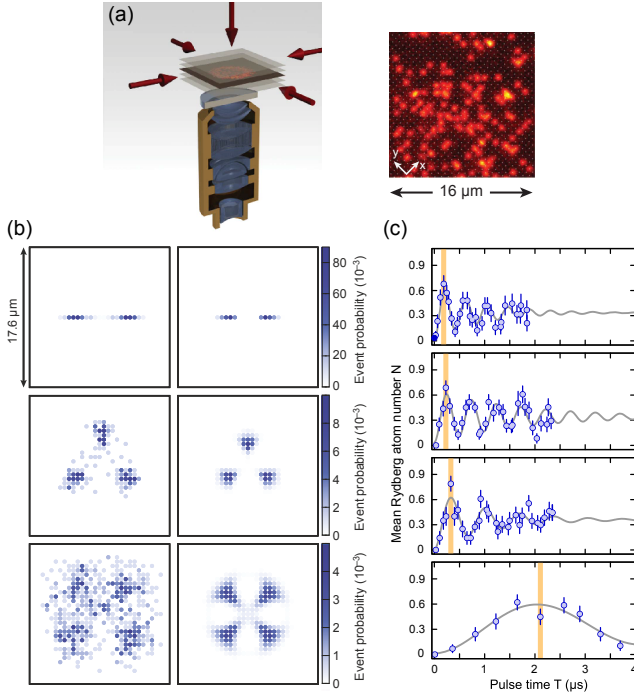 (a)
y
x
16 µm
(b)
17.6 µm
80
60
40
20
0
Event probability (10⁻³)
8
6
4
2
0
Event probability (10⁻³)
5
4
3
2
1
0
Event probability (10⁻³)
(c)
0.9
0.6
0.3
0
0.9
0.6
0.3
0
0.9
0.6
0.3
0
0.9
0.6
0.3
0
Mean Rydberg atom number N
0 1 2 3 4
Pulse time T (µs)